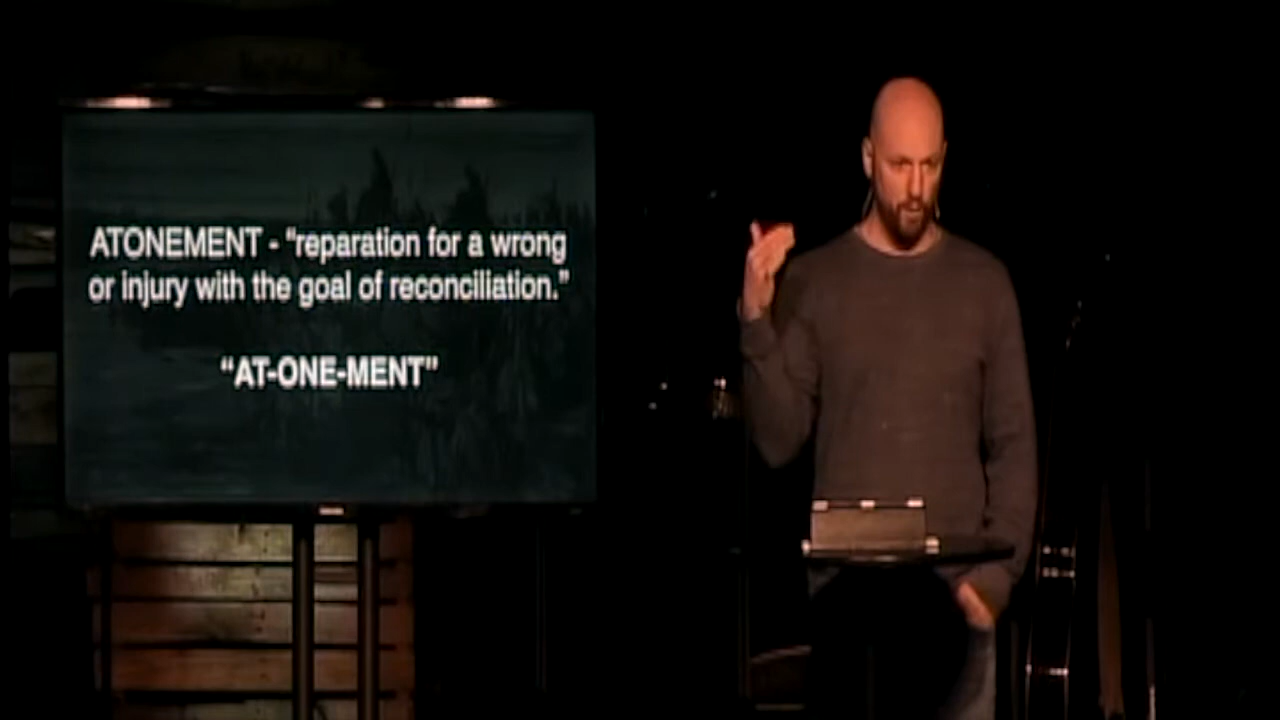 ATONEMENT - “reparation for a wrong
or injury with the goal of reconciliation.”
“AT-ONE-MENT”